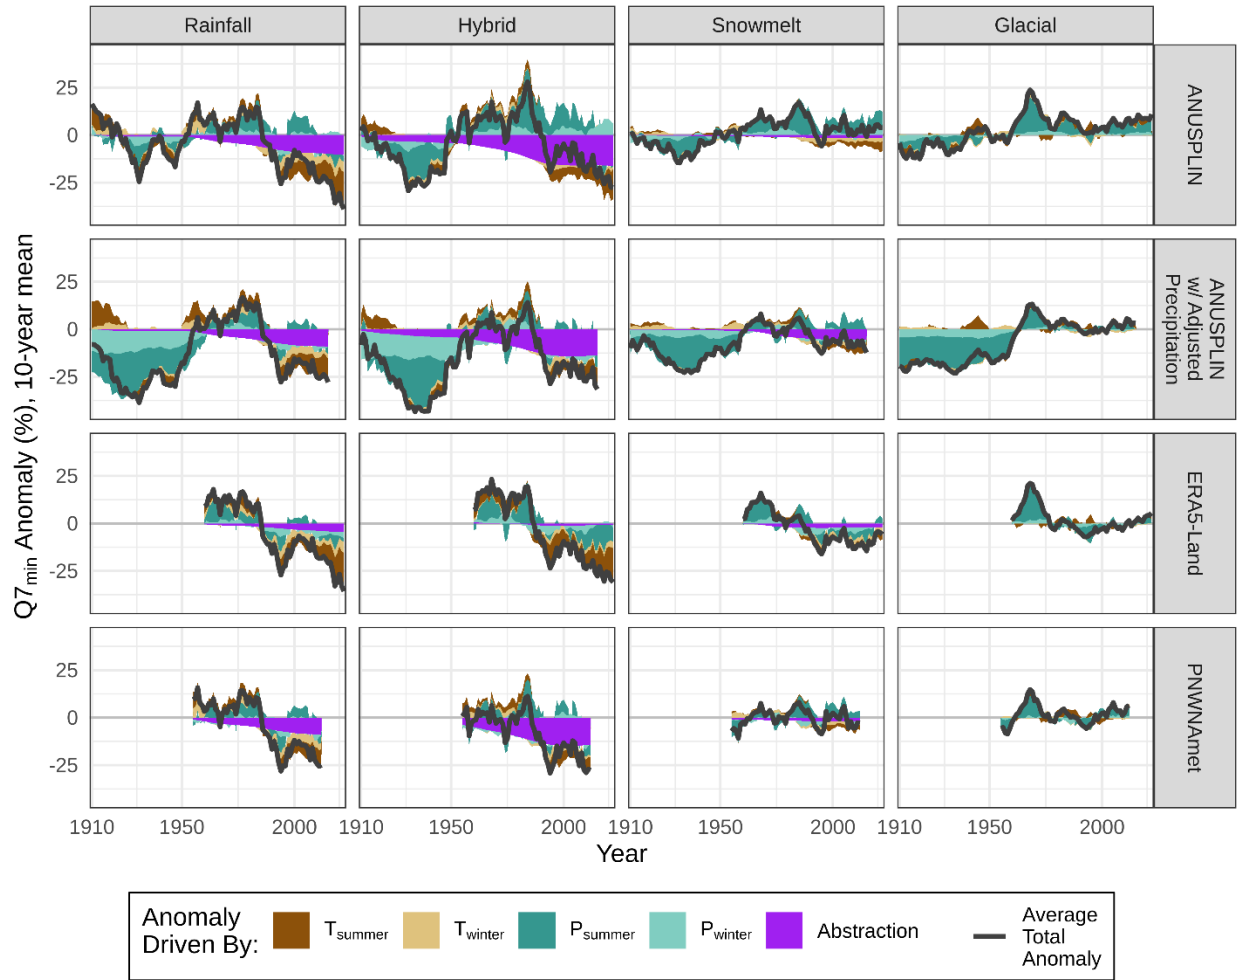 Rainfall Hybrid Snowmelt Glacial
Q7min Anomaly (%), 10-year mean
25
0
-25
ANUSPLIN
25
0
-25
ANUSPLIN
w/ Adjusted
Precipitation
25
0
-25
ERA5-Land
25
0
-25
PNWNAmet
1910 1950 2000 1910 1950 2000 1910 1950 2000 1910 1950 2000
Year
Anomaly
Driven By:
Tsummer Twinter Psummer Pwinter Abstraction
Average
Total
Anomaly